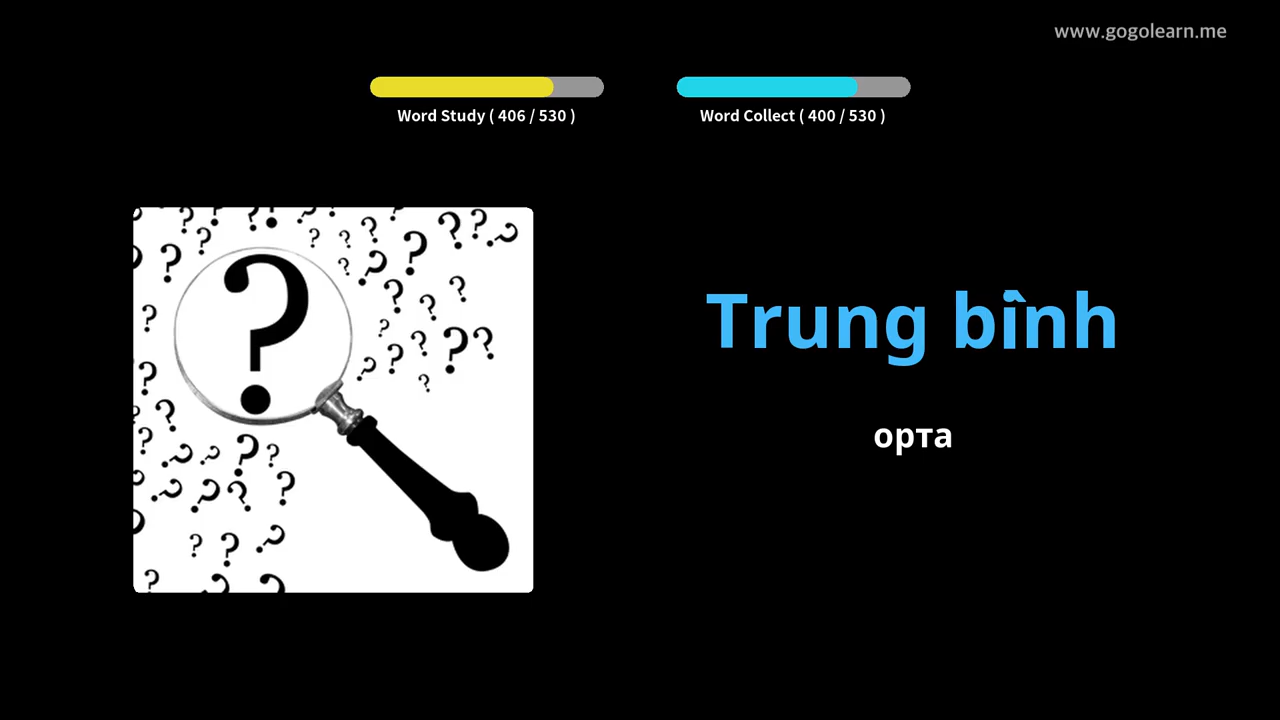 www.gogolearn.me
Word Study ( 406 / 530 )
Word Collect ( 400 / 530 )
Trung bình
орта